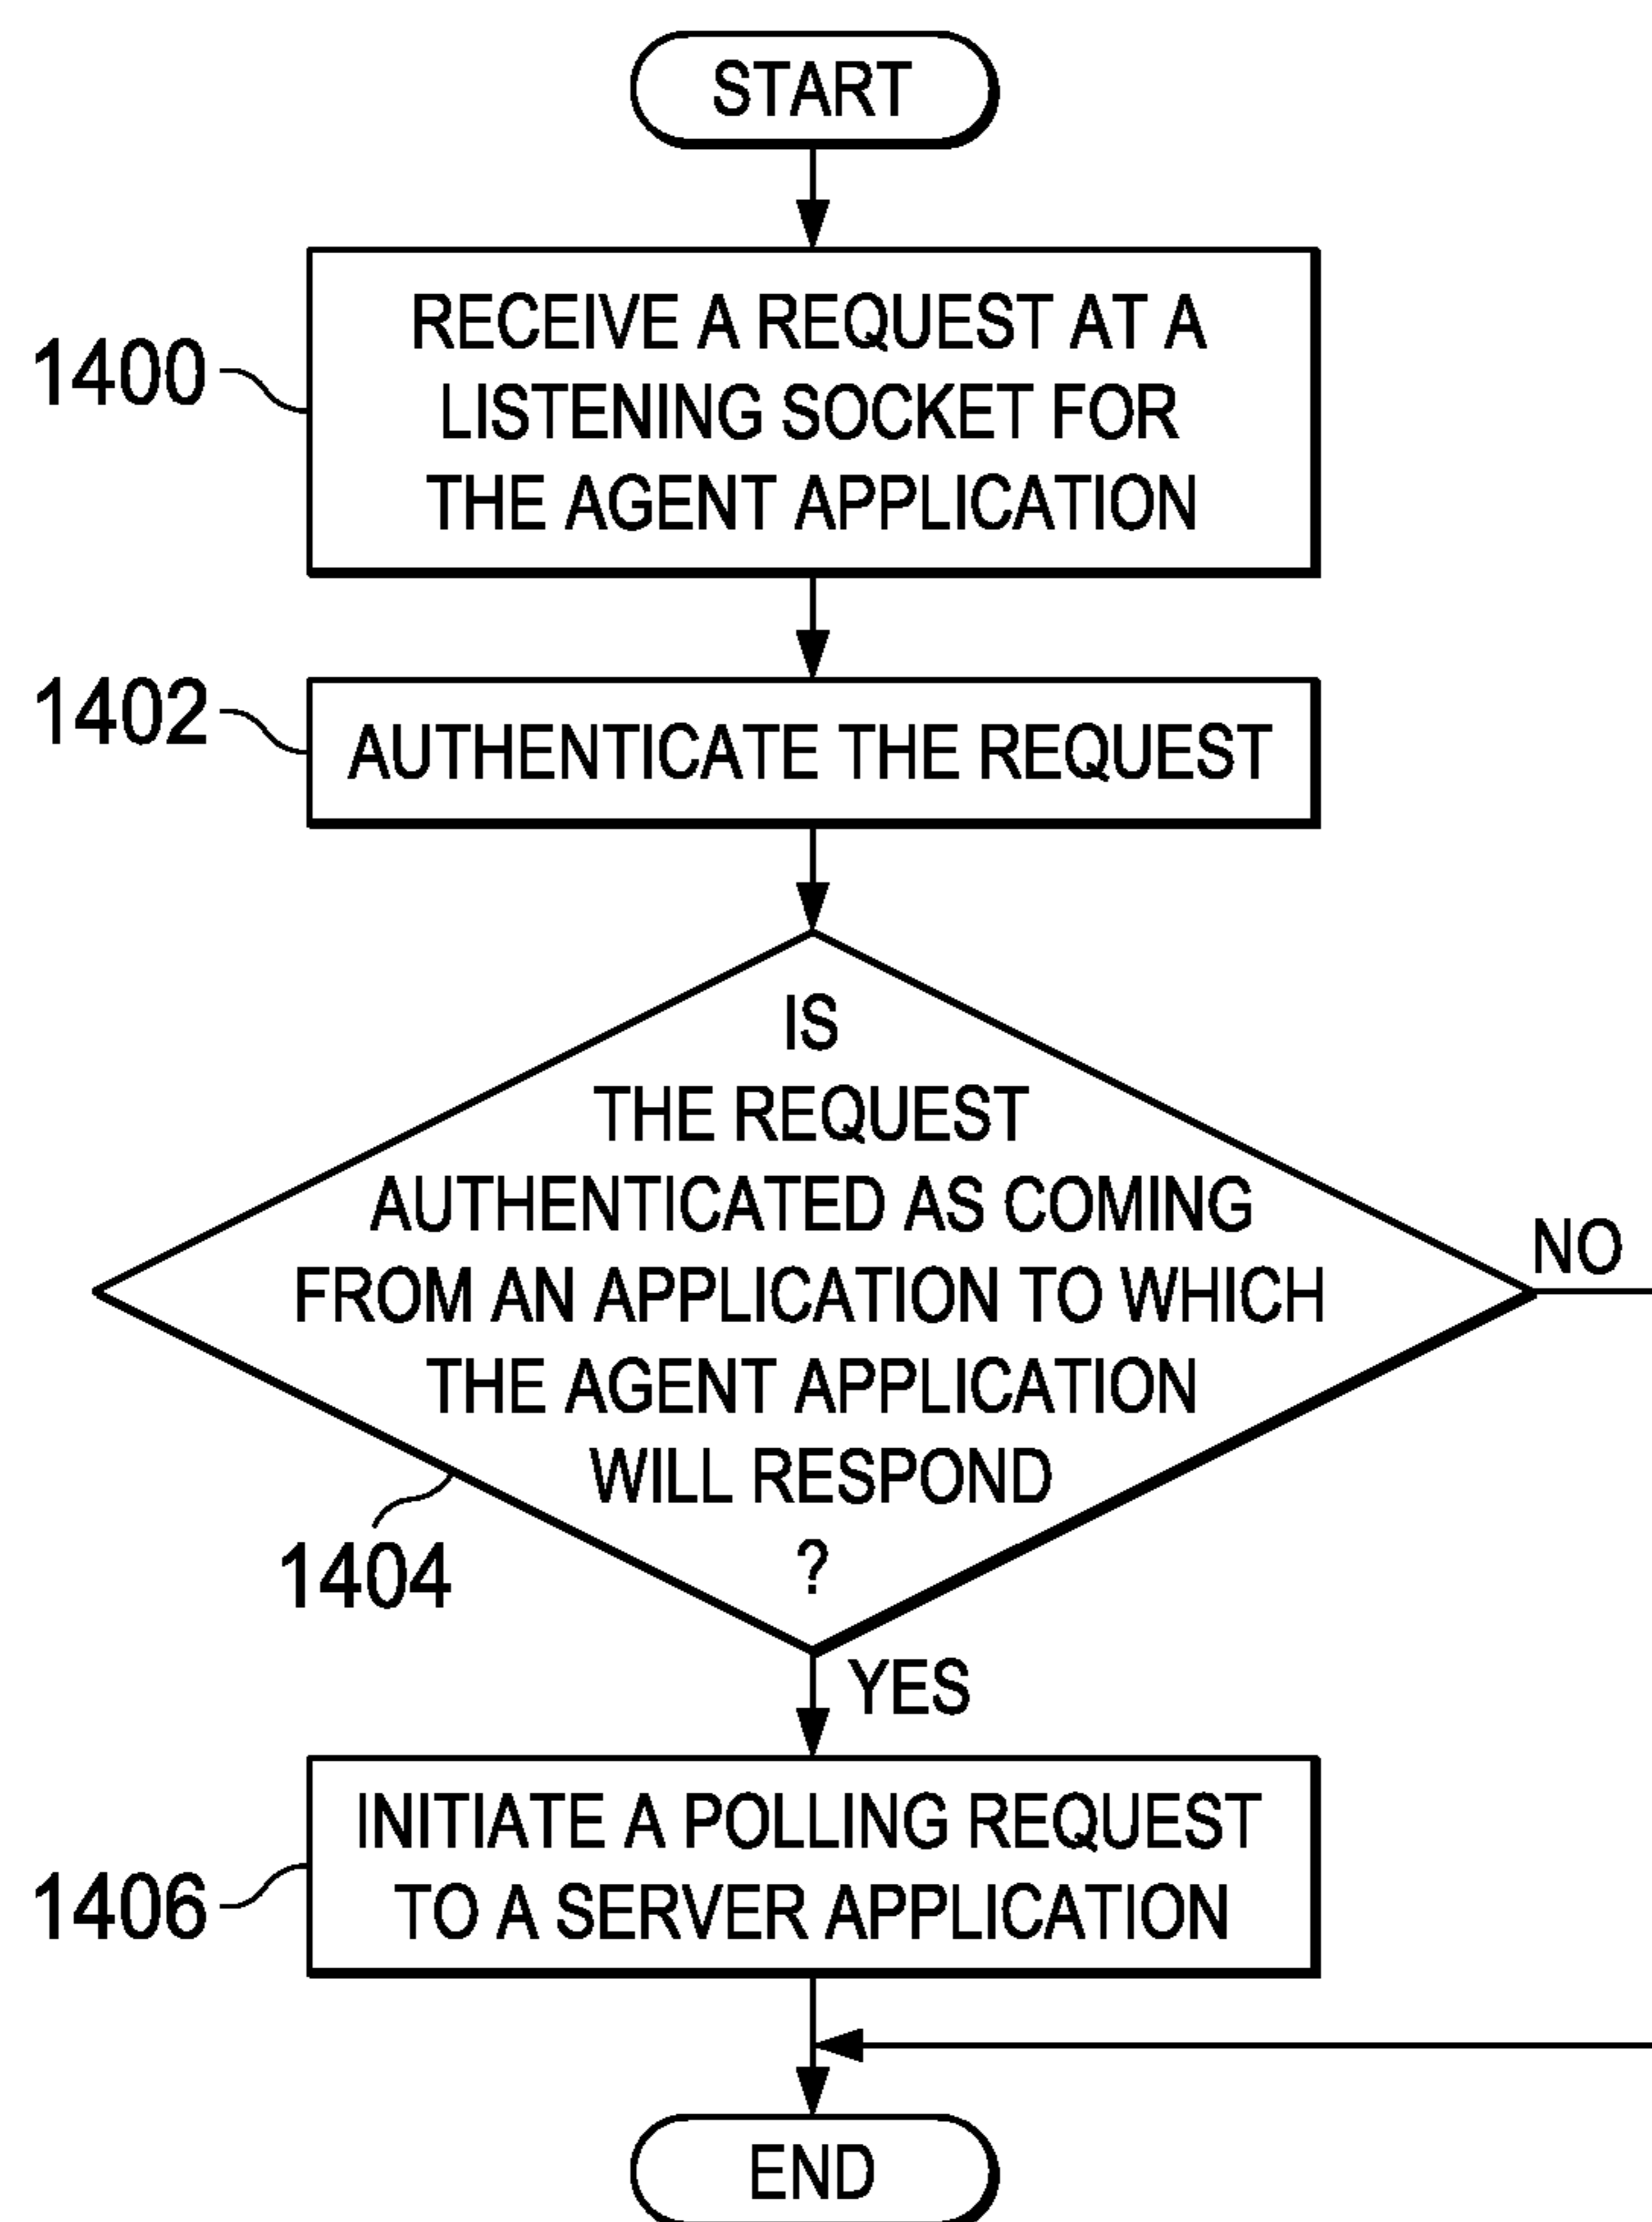 START
1400
RECEIVE A REQUEST AT A
LISTENING SOCKET FOR
THE AGENT APPLICATION
1402
AUTHENTICATE THE REQUEST
IS
THE REQUEST
AUTHENTICATED AS COMING
FROM AN APPLICATION TO WHICH
THE AGENT APPLICATION
WILL RESPOND
?
NO
1404
YES
1406
INITIATE A POLLING REQUEST
TO A SERVER APPLICATION
END